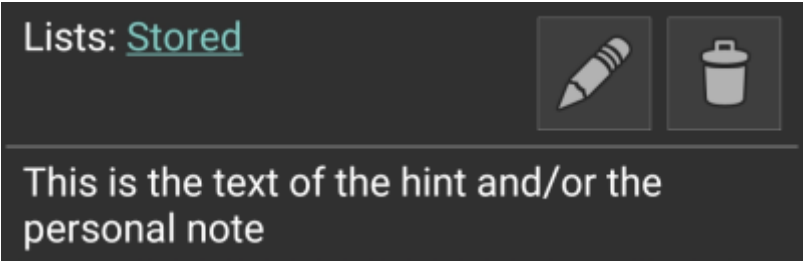 Lists: Stored
This is the text of the hint and/or the
personal note